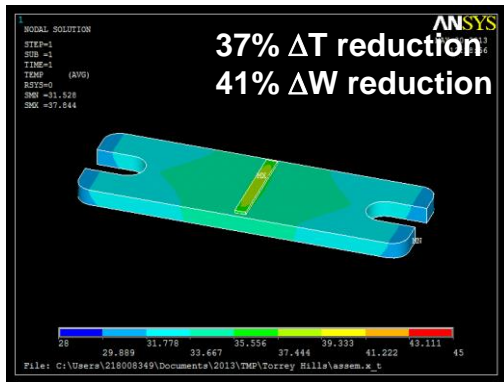 1
NODAL SOLUTION
ANSYS
STEP=1
SUB =1
TIME=1
TEMP (AVG)
RSYS=0
SMN =31.528
SMX =37.844
37% ΔT reduction
41% ΔW reduction
MX
MN
28 31.778 35.556 39.333 43.111
29.889 33.667 37.444 41.222 45
File: C:\Users\218008349\Documents\2013\TMP\Torrey Hills\assem.x_t